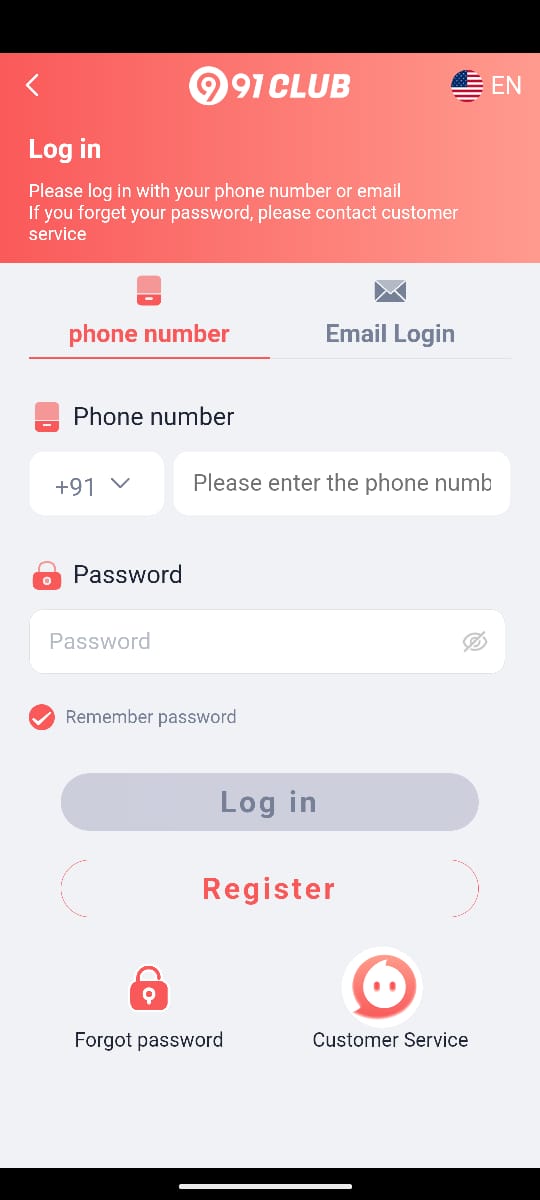 91 CLUB
EN
Log in
Please log in with your phone number or email
If you forget your password, please contact customer
service
phone number
Email Login
Phone number
+91
Please enter the phone numb
Password
Password
Remember password
Log in
Register
Forgot password
Customer Service